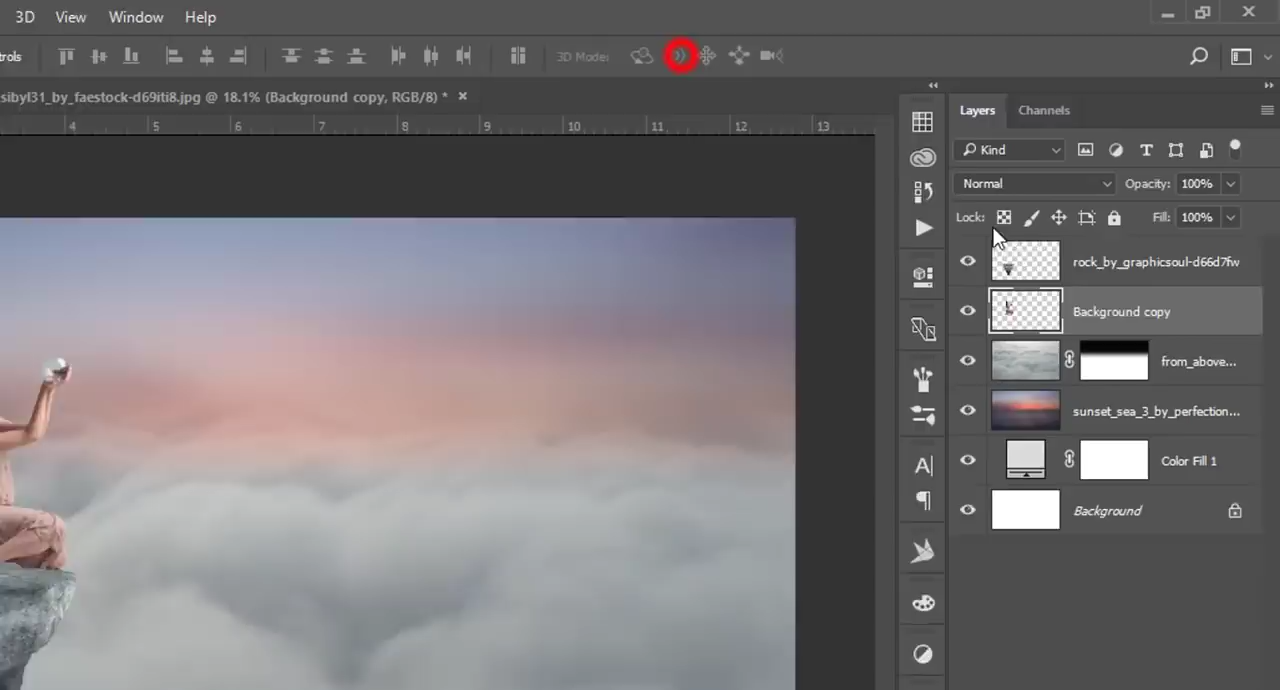 3D View Window Help
trols 3D Mode:
sibyl31_by_faestock-d69iti8.jpg @ 18.1% (Background copy, RGB/8) * ×
4 5 6 7 8 9 10 11 12 13
Layers Channels
Kind
Normal Opacity: 100%
Lock: Fill: 100%
rock_by_graphicsoul-d66d7fw
Background copy
from_above...
sunset_sea_3_by_perfection...
Color Fill 1
Background